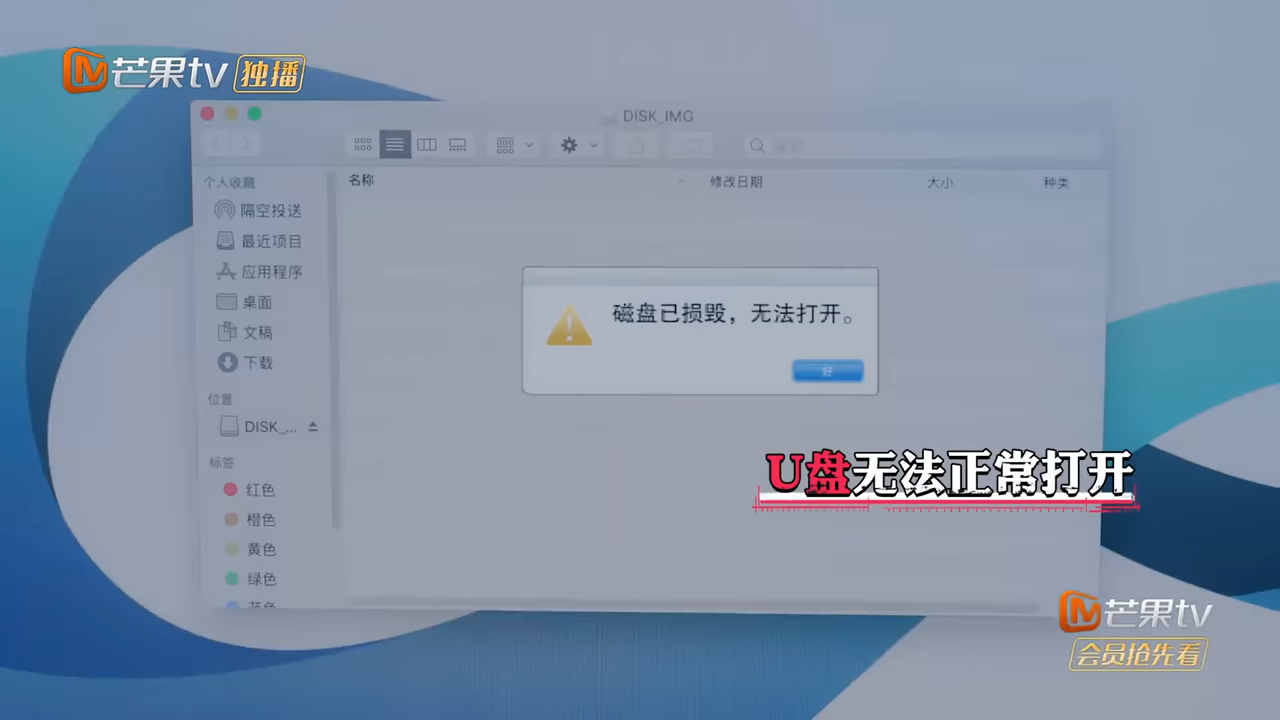 芒果tv 独播
DISK_IMG
个人收藏
名称
修改日期
大小
种类
隔空投送
最近项目
应用程序
桌面
文稿
下载
位置
DISK_...
标签
红色
橙色
黄色
绿色
蓝色
磁盘已损毁，无法打开。
好
U盘无法正常打开
芒果tv
会员抢先看